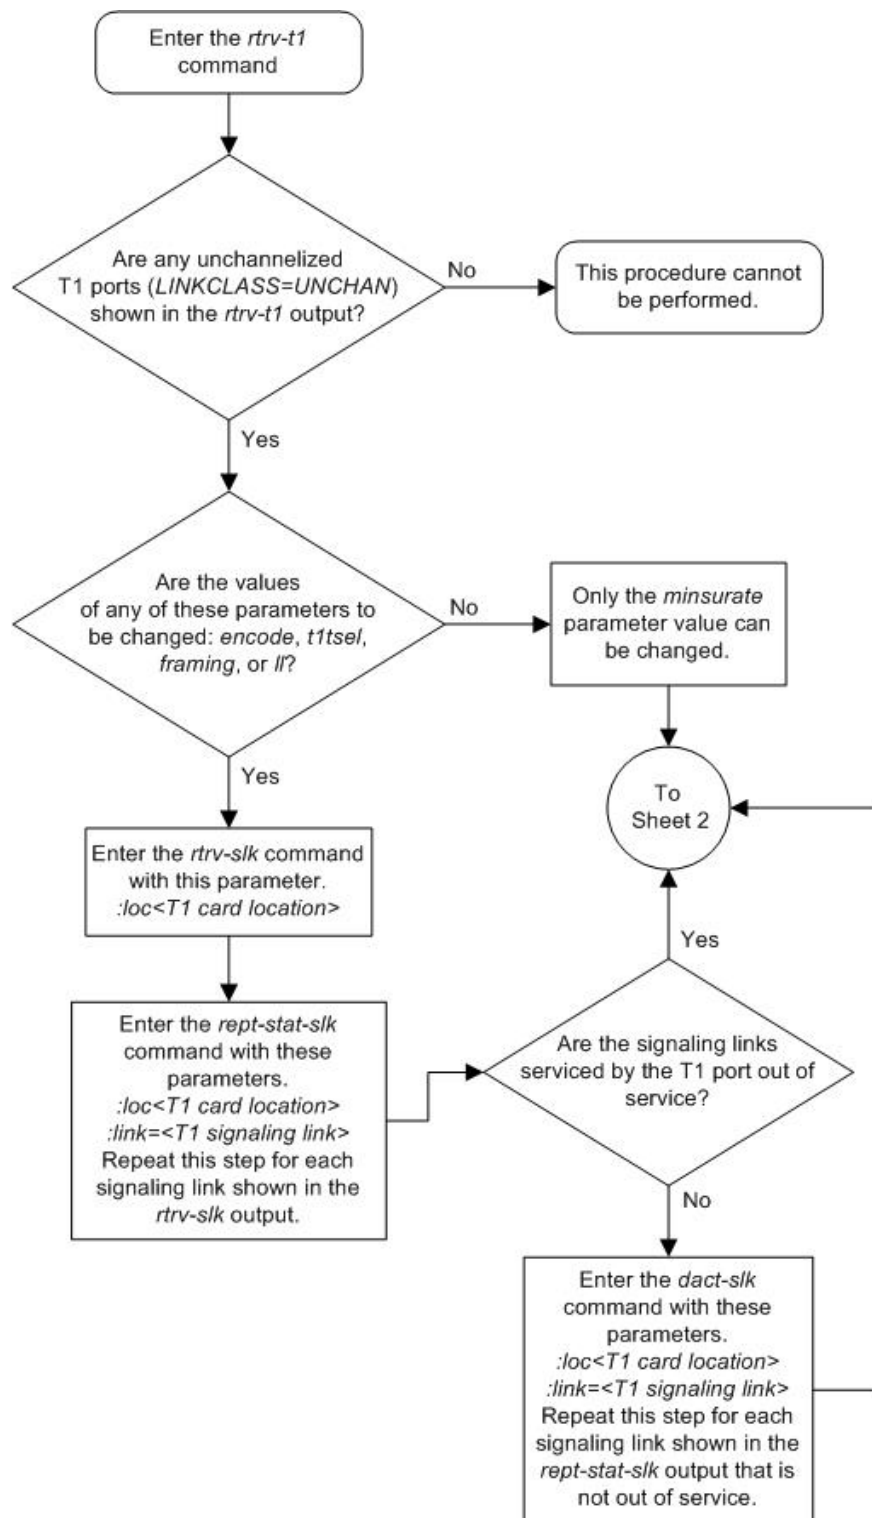 Enter the rtrv-t1
command
Are any unchannelized
T1 ports (LINKCLASS=UNCHAN)
shown in the rtrv-t1 output?
No
This procedure cannot
be performed.
Yes
Are the values
of any of these parameters to
be changed: encode, t1tsel,
framing, or ll?
No
Only the minsurate
parameter value can
be changed.
To
Sheet 2
Yes
Enter the rtrv-slk command
with this parameter.
:loc<T1 card location>
Enter the rept-stat-slk
command with these
parameters.
:loc<T1 card location>
:link=<T1 signaling link>
Repeat this step for each
signaling link shown in the
rtrv-slk output.
Yes
Are the signaling links
serviced by the T1 port out of
service?
No
Enter the dact-slk
command with these
parameters.
:loc<T1 card location>
:link=<T1 signaling link>
Repeat this step for each
signaling link shown in the
rept-stat-slk output that is
not out of service.